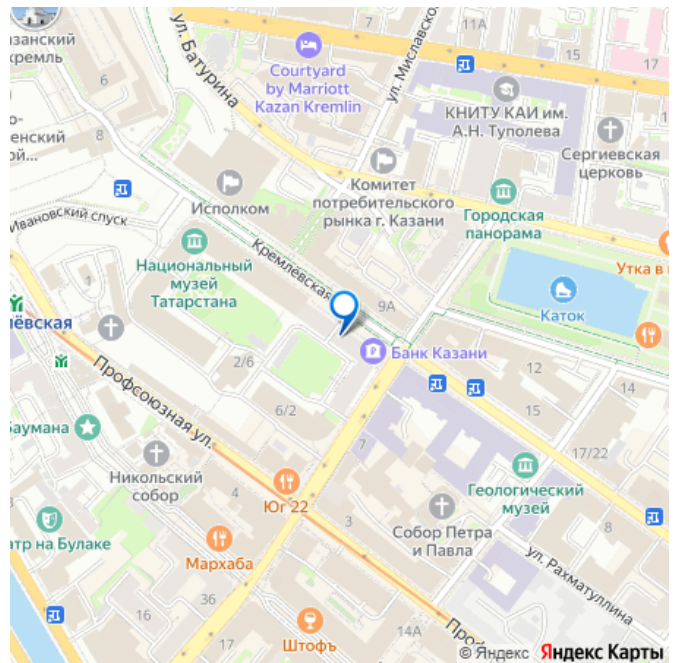 азанский
кремль
7
11А
ул. Миславского
15
17
ул. Батурина
Courtyard
by Marriott
Kazan Kremlin
6
8
о-
енский
ой...
КНИТУ КАИ им.
А.Н. Туполева
Сергиевская
церковь
Комитет
потребительского
рынка г. Казани
Исполком
Городская
панорама
Ивановский спуск
Национальный
музей
Татарстана
Кремлёвская
Утка в
1
9А
Каток
лёвская
Банк Казани
2/6
12
14
Профсоюзная ул.
6/2
15
Баумана
7
17/22
Никольский
собор
Геологический
музей
4
Юг 22
3
Собор Петра
и Павла
8
атр на Булаке
Мархаба
ул. Рахматуллина
36
16
14А
17
Штофъ
Про
© Яндекс Яндекс Карты